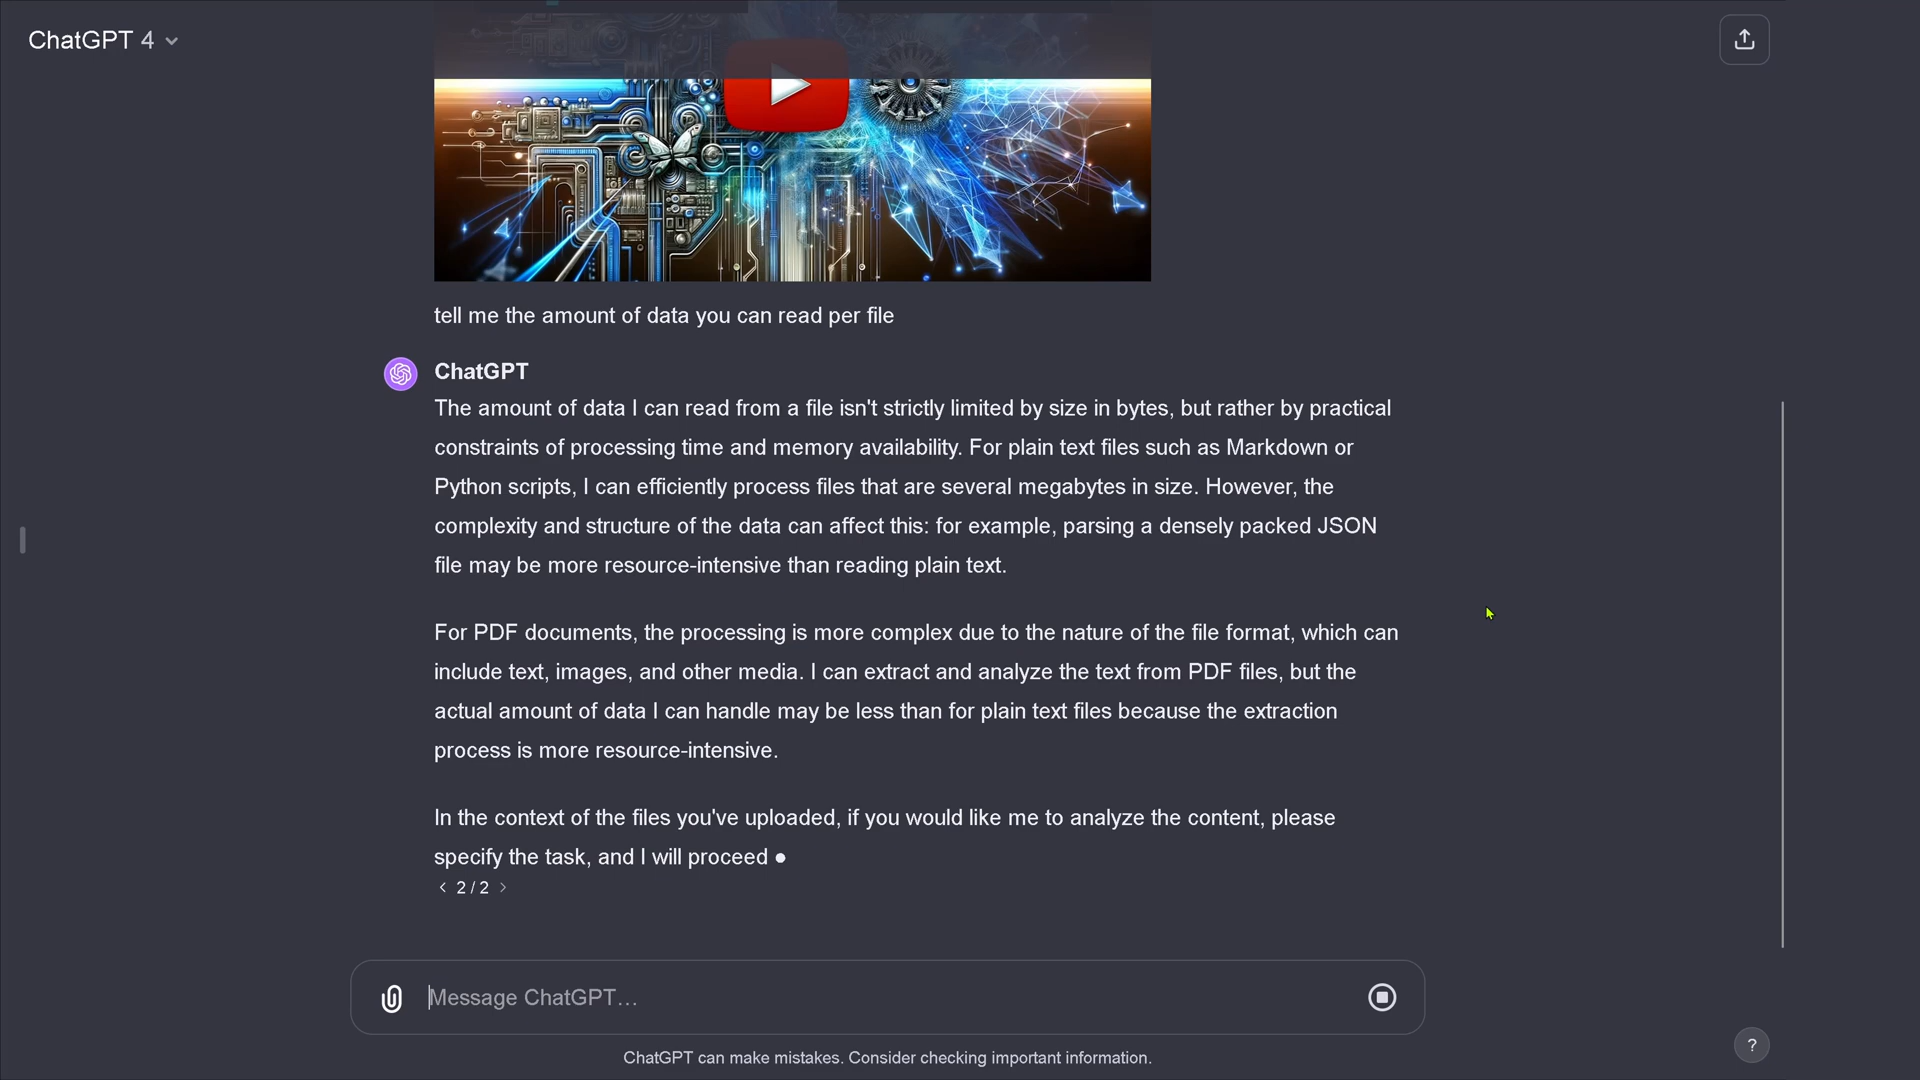 ChatGPT 4
tell me the amount of data you can read per file
ChatGPT
The amount of data I can read from a file isn't strictly limited by size in bytes, but rather by practical
constraints of processing time and memory availability. For plain text files such as Markdown or
Python scripts, I can efficiently process files that are several megabytes in size. However, the
complexity and structure of the data can affect this: for example, parsing a densely packed JSON
file may be more resource-intensive than reading plain text.
For PDF documents, the processing is more complex due to the nature of the file format, which can
include text, images, and other media. I can extract and analyze the text from PDF files, but the
actual amount of data I can handle may be less than for plain text files because the extraction
process is more resource-intensive.
In the context of the files you've uploaded, if you would like me to analyze the content, please
specify the task, and I will proceed
2 / 2
Message ChatGPT…
ChatGPT can make mistakes. Consider checking important information.
?